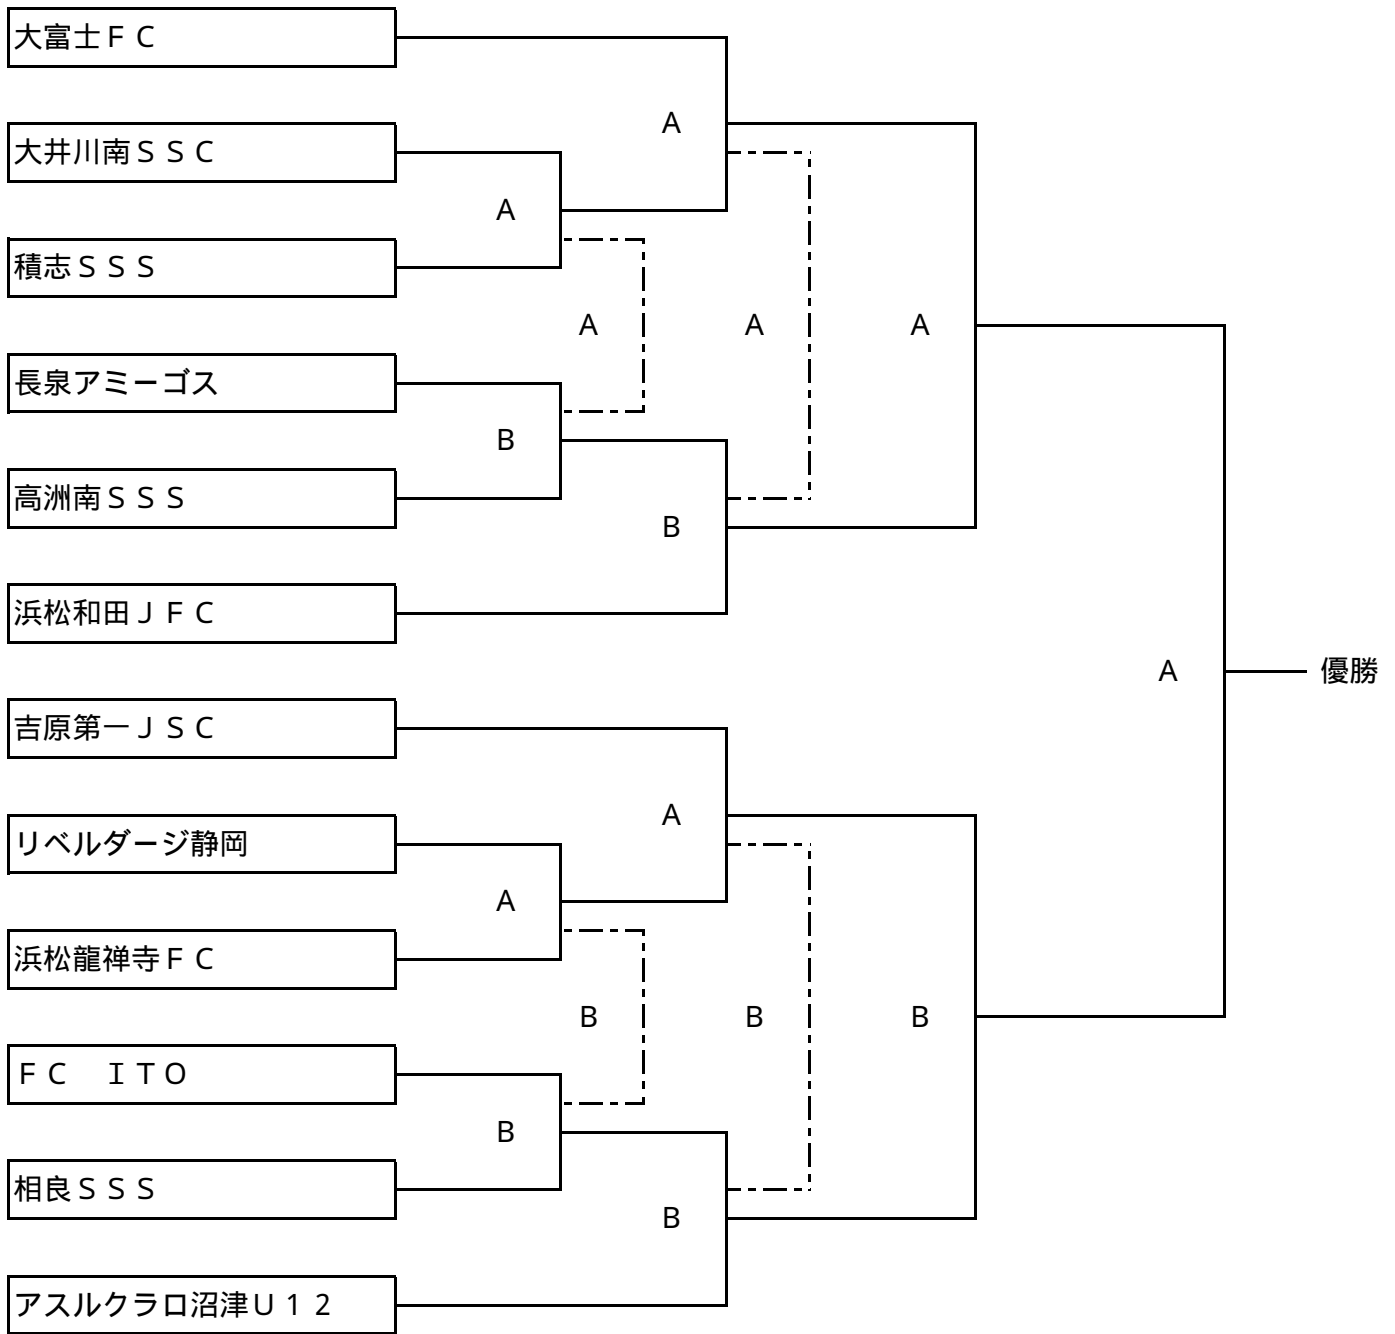 大富士ＦＣ
A
大井川南ＳＳＣ
A
積志ＳＳＳ
A A A
長泉アミーゴス
B
高洲南ＳＳＳ
B
浜松和田ＪＦＣ
A 優勝
吉原第一ＪＳＣ
A
リベルダージ静岡
A
浜松龍禅寺ＦＣ
B B B
ＦＣ　ＩＴＯ
B
相良ＳＳＳ
B
アスルクラロ沼津Ｕ１２